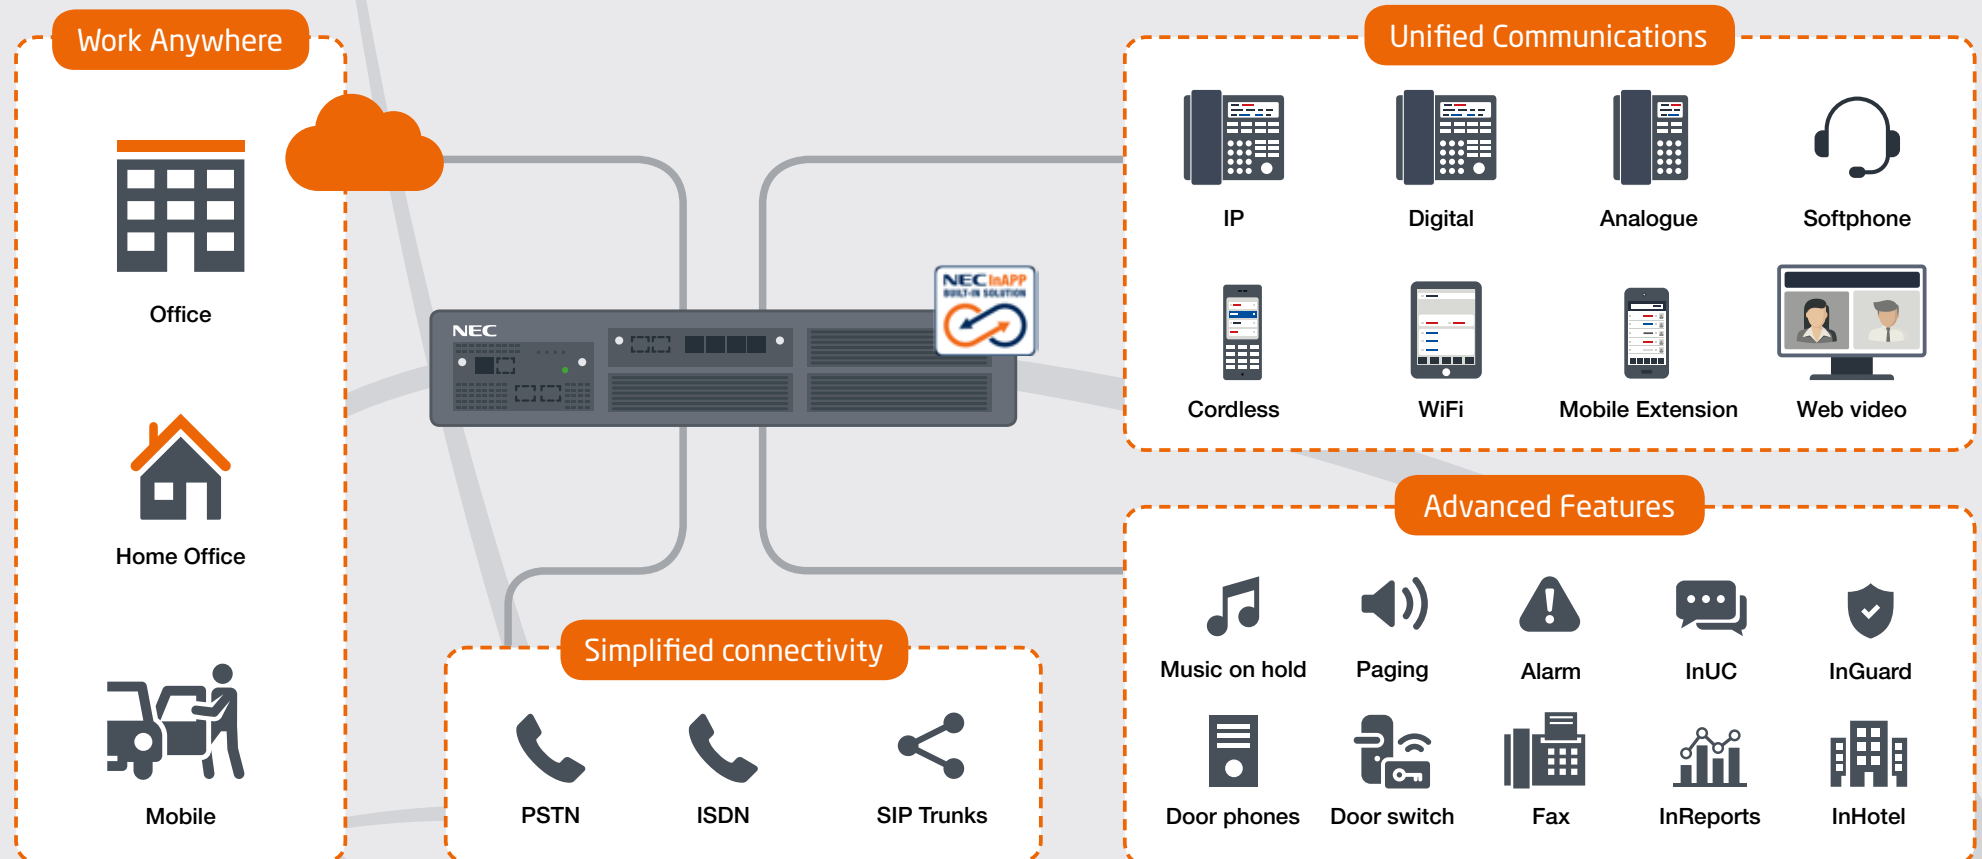 Work Anywhere
Office
Home Office
Mobile
NEC
NEC InAPP
BUILT-IN SOLUTION
Simplified connectivity
PSTN
ISDN
SIP Trunks
Unified Communications
IP
Digital
Analogue
Softphone
Cordless
WiFi
Mobile Extension
Web video
Advanced Features
Music on hold
Paging
Alarm
InUC
InGuard
Door phones
Door switch
Fax
InReports
InHotel